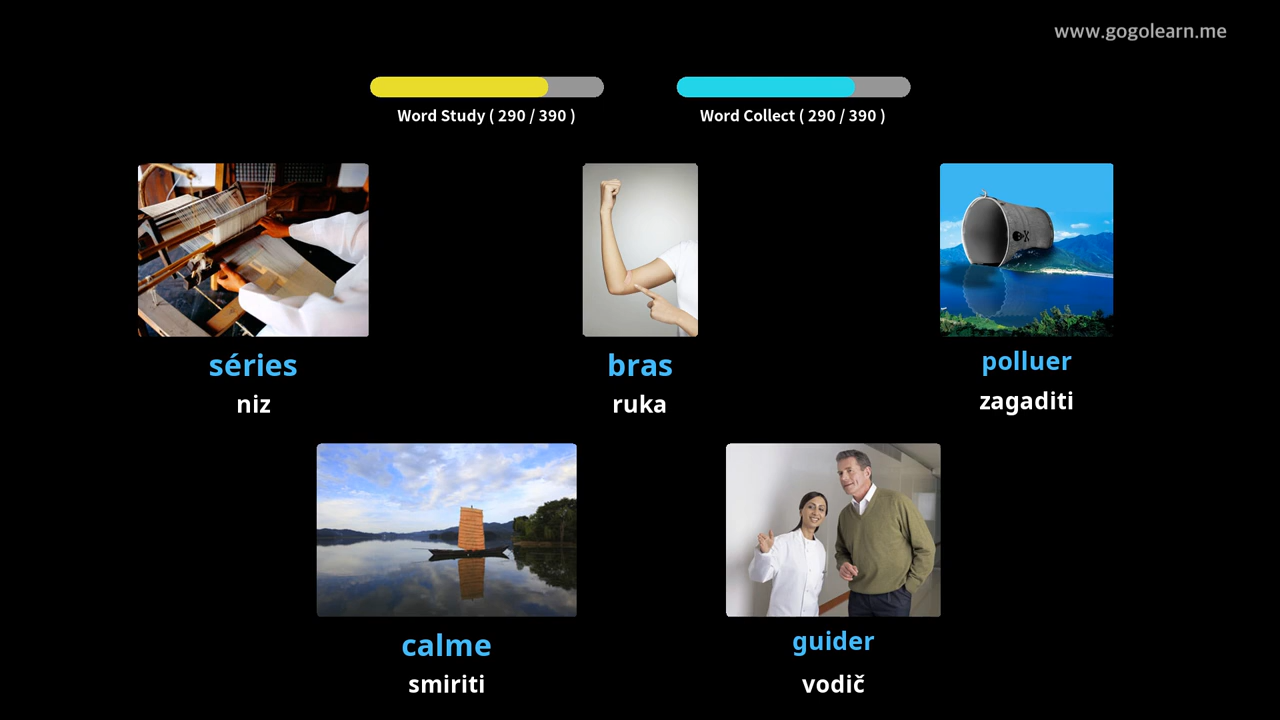 www.gogolearn.me
Word Study ( 290 / 390 )
Word Collect ( 290 / 390 )
séries
niz
bras
ruka
polluer
zagaditi
calme
smiriti
guider
vodič